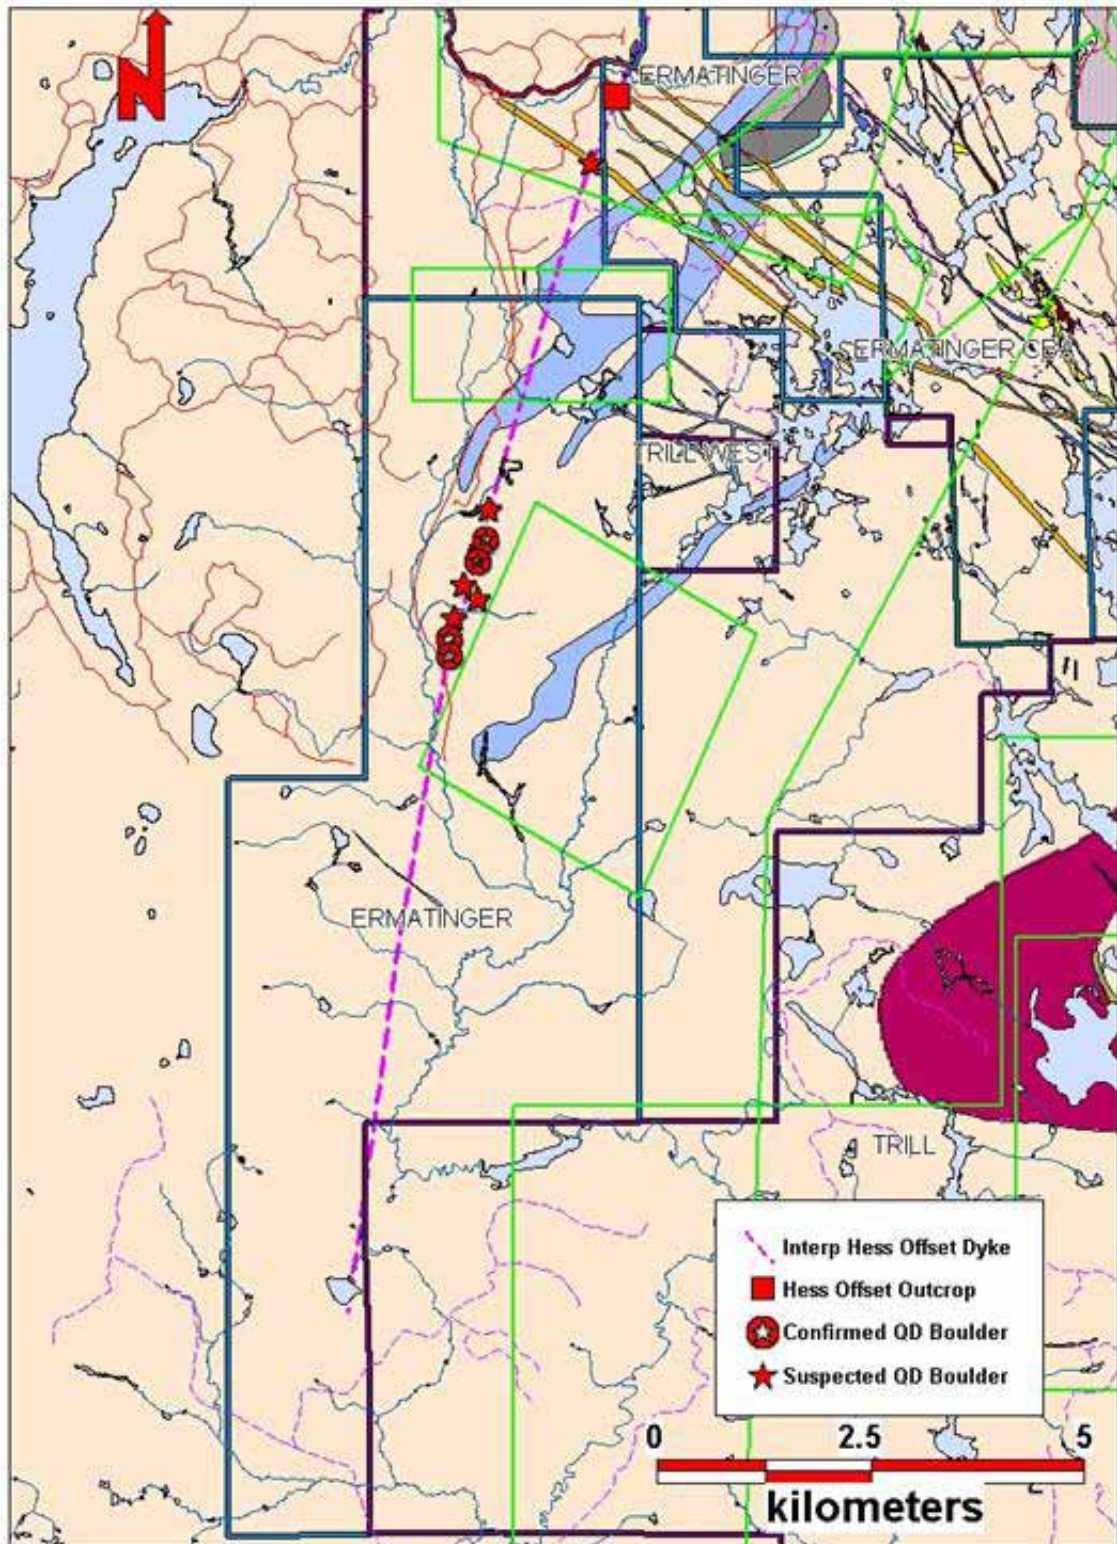 N
ERMATINGER
ERMATINGER CBA
TRILL WEST
ERMATINGER
TRILL
Interp Hess Offset Dyke
Hess Offset Outcrop
Confirmed QD Boulder
Suspected QD Boulder
0 2.5 5
kilometers